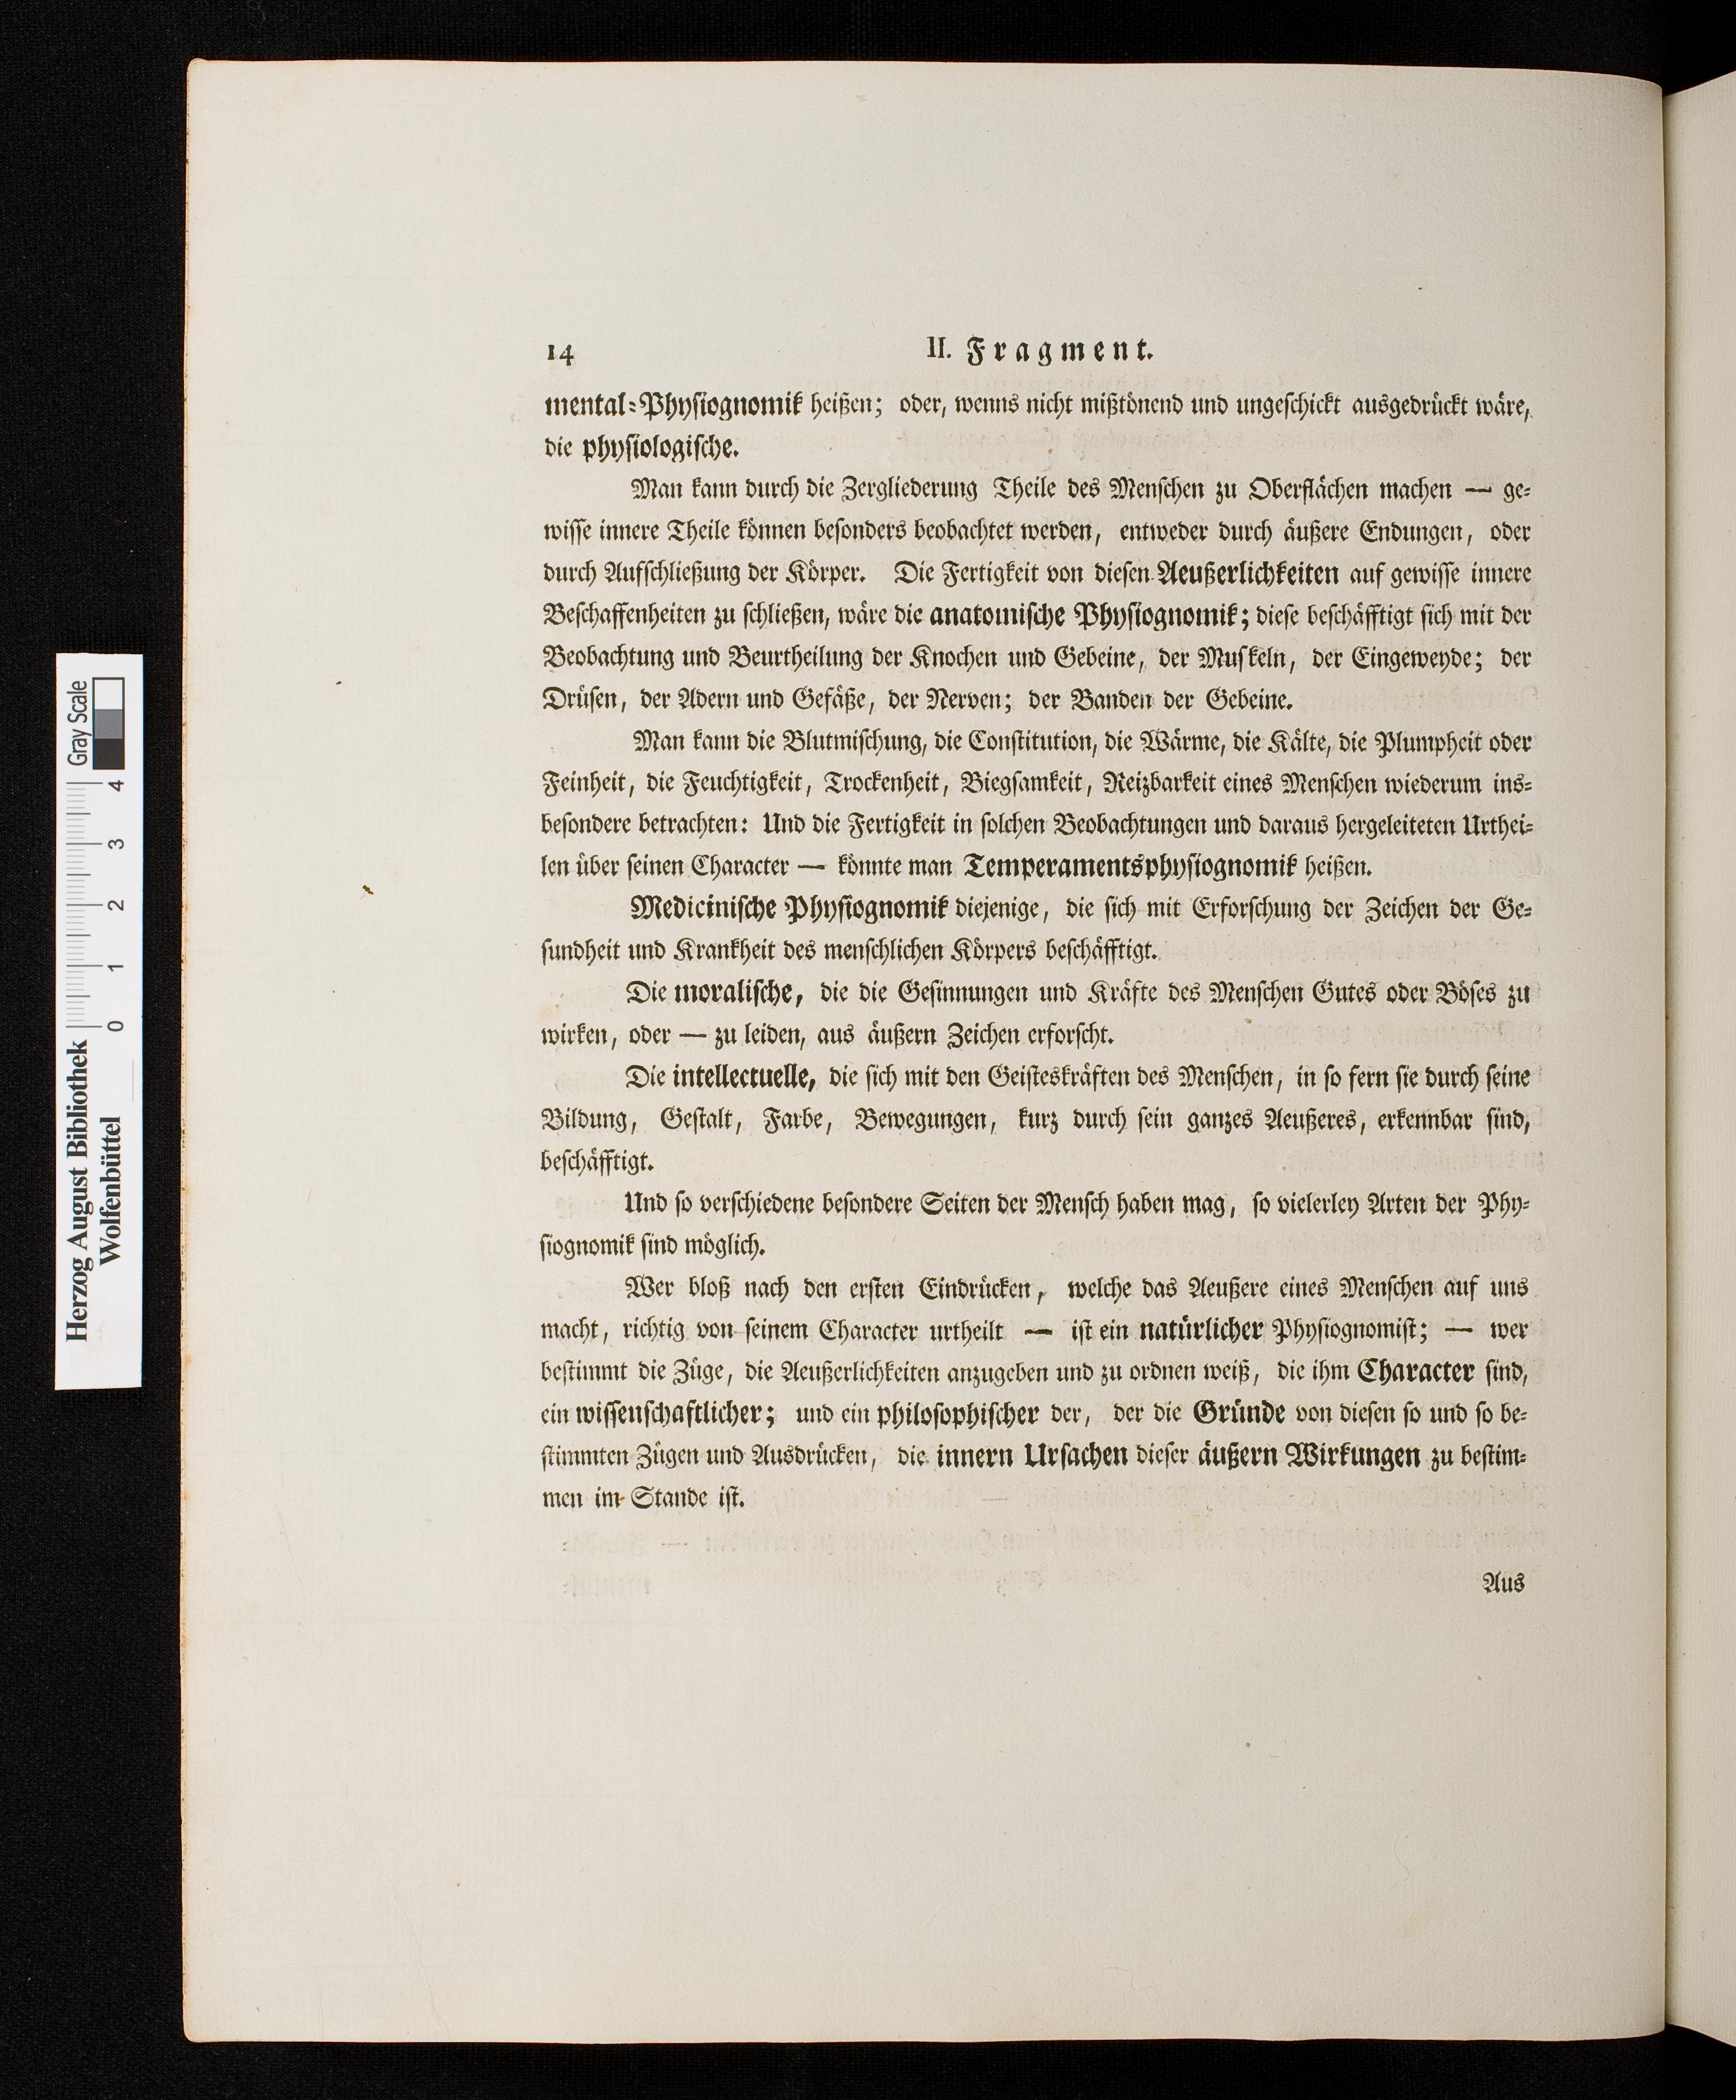 14 II. Fragment.
mental=Phyſiognomik heißen; oder, wenns nicht mißtönend und ungeſchickt ausgedrückt wäre,
die phyſiologiſche.
Man kann durch die Zergliederung Theile des Menſchen zu Oberflächen machen — ge=
wiſſe innere Theile können beſonders beobachtet werden, entweder durch äußere Endungen, oder
durch Aufſchließung der Körper. Die Fertigkeit von dieſen Aeußerlichkeiten auf gewiſſe innere
Beſchaffenheiten zu ſchließen, wäre die anatomiſche Phyſiognomik; dieſe beſchäfftigt ſich mit der
Beobachtung und Beurtheilung der Knochen und Gebeine, der Muſkeln, der Eingeweyde; der
Drüſen, der Adern und Gefäße, der Nerven; der Banden der Gebeine.
Man kann die Blutmiſchung, die Conſtitution, die Wärme, die Kälte, die Plumpheit oder
Feinheit, die Feuchtigkeit, Trockenheit, Biegſamkeit, Reizbarkeit eines Menſchen wiederum ins=
beſondere betrachten: Und die Fertigkeit in ſolchen Beobachtungen und daraus hergeleiteten Urthei=
len über ſeinen Character — könnte man Temperamentsphyſiognomik heißen.
Mediciniſche Phyſiognomik diejenige, die ſich mit Erforſchung der Zeichen der Ge=
ſundheit und Krankheit des menſchlichen Körpers beſchäfftigt.
Die moraliſche, die die Geſinnungen und Kräfte des Menſchen Gutes oder Böſes zu
wirken, oder — zu leiden, aus äußern Zeichen erforſcht.
Die intellectuelle, die ſich mit den Geiſteskräften des Menſchen, in ſo fern ſie durch ſeine
Bildung, Geſtalt, Farbe, Bewegungen, kurz durch ſein ganzes Aeußeres, erkennbar ſind,
beſchäfftigt.
Und ſo verſchiedene beſondere Seiten der Menſch haben mag, ſo vielerley Arten der Phy=
ſiognomik ſind möglich.
Wer bloß nach den erſten Eindrücken, welche das Aeußere eines Menſchen auf uns
macht, richtig von ſeinem Character urtheilt — iſt ein natürlicher Phyſiognomiſt; — wer
beſtimmt die Züge, die Aeußerlichkeiten anzugeben und zu ordnen weiß, die ihm Character ſind,
ein wiſſenſchaftlicher; und ein philoſophiſcher der, der die Gründe von dieſen ſo und ſo be=
ſtimmten Zügen und Ausdrücken, die innern Urſachen dieſer äußern Wirkungen zu beſtim=
men im Stande iſt.
Aus
Herzog August Bibliothek
Wolfenbüttel
0 1 2 3 4
Gray Scale